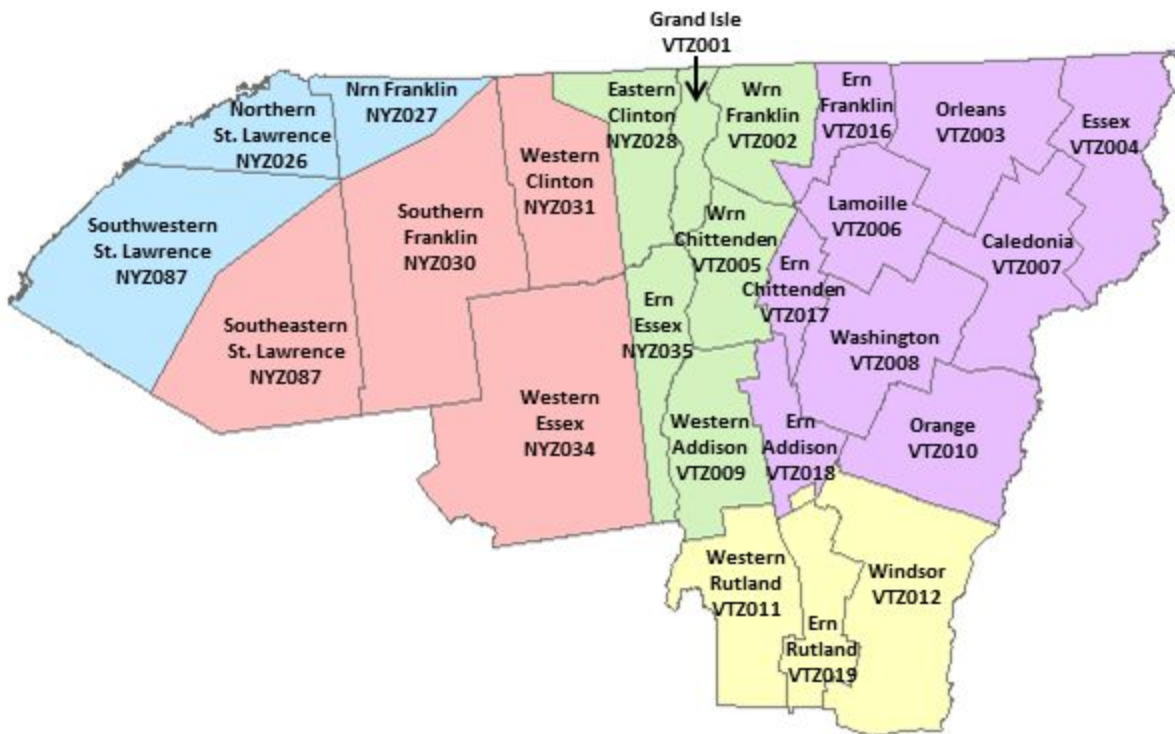 Grand Isle
VTZ001
Northern
St. Lawrence
NYZ026
Nrn Franklin
NYZ027
Eastern
Clinton
NYZ028
Wrn
Franklin
VTZ002
Ern
Franklin
VTZ016
Orleans
VTZ003
Essex
VTZ004
Southwestern
St. Lawrence
NYZ087
Southern
Franklin
NYZ030
Western
Clinton
NYZ031
Wrn
Chittenden
VTZ005
Lamoille
VTZ006
Caledonia
VTZ007
Ern
Chittenden
VTZ017
Southeastern
St. Lawrence
NYZ087
Ern
Essex
NYZ035
Washington
VTZ008
Western
Essex
NYZ034
Western
Addison
VTZ009
Ern
Addison
VTZ018
Orange
VTZ010
Western
Rutland
VTZ011
Ern
Rutland
VTZ019
Windsor
VTZ012